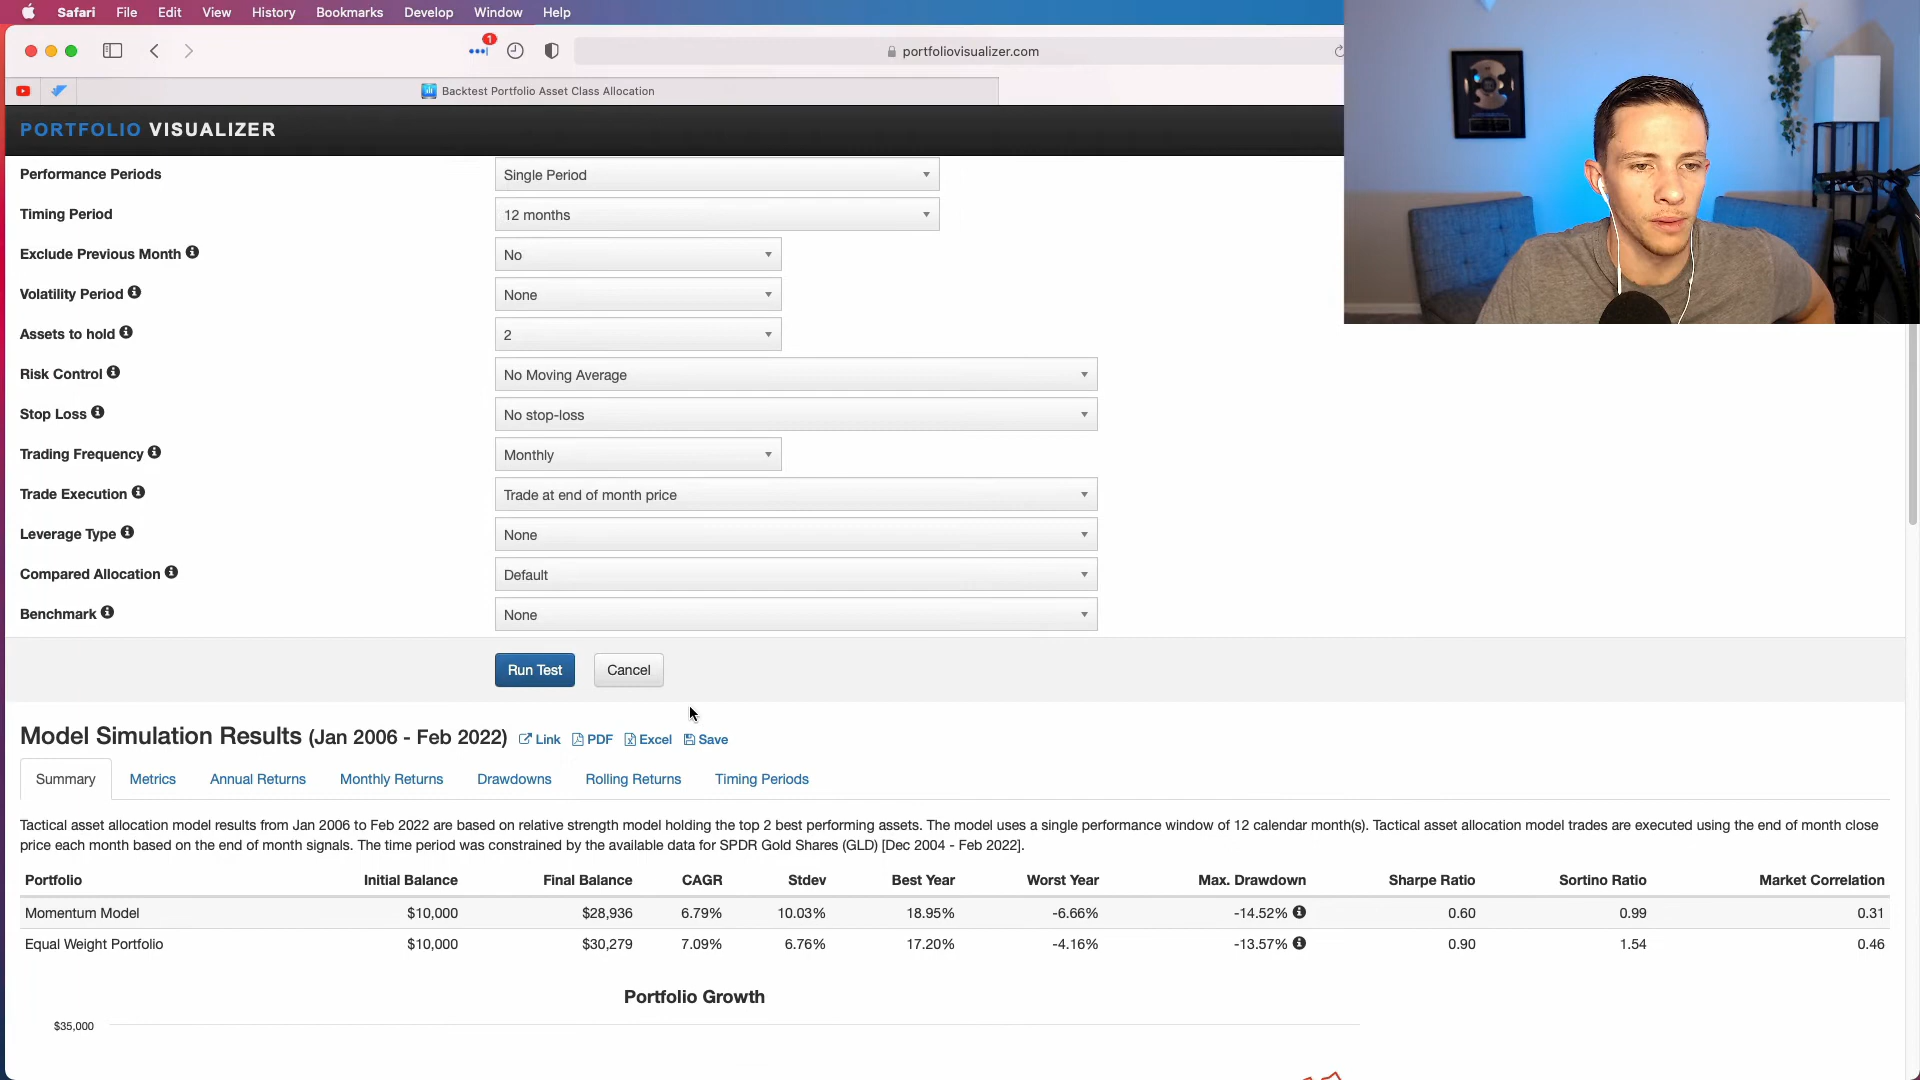 Safari File Edit View History Bookmarks Develop Window Help
1
portfoliovisualizer.com
Backtest Portfolio Asset Class Allocation
PORTFOLIO VISUALIZER
Performance Periods Single Period
Timing Period 12 months
Exclude Previous Month No
Volatility Period None
Assets to hold 2
Risk Control No Moving Average
Stop Loss No stop-loss
Trading Frequency Monthly
Trade Execution Trade at end of month price
Leverage Type None
Compared Allocation Default
Benchmark None
Run Test Cancel
Model Simulation Results (Jan 2006 - Feb 2022) Link PDF Excel Save
Summary Metrics Annual Returns Monthly Returns Drawdowns Rolling Returns Timing Periods
Tactical asset allocation model results from Jan 2006 to Feb 2022 are based on relative strength model holding the top 2 best performing assets. The model uses a single performance window of 12 calendar month(s). Tactical asset allocation model trades are executed using the end of month close
price each month based on the end of month signals. The time period was constrained by the available data for SPDR Gold Shares (GLD) [Dec 2004 - Feb 2022].
Portfolio Initial Balance Final Balance CAGR Stdev Best Year Worst Year Max. Drawdown Sharpe Ratio Sortino Ratio Market Correlation
Momentum Model $10,000 $28,936 6.79% 10.03% 18.95% -6.66% -14.52% 0.60 0.99 0.31
Equal Weight Portfolio $10,000 $30,279 7.09% 6.76% 17.20% -4.16% -13.57% 0.90 1.54 0.46
Portfolio Growth
$35,000